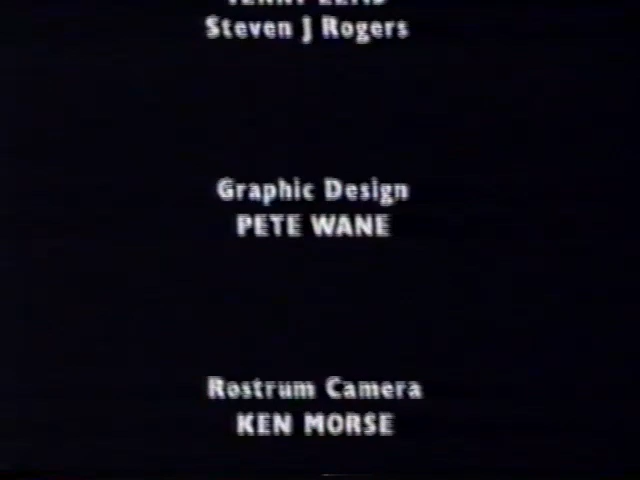 Steven J Rogers
Graphic Design
PETE WANE
Rostrum Camera
KEN MORSE